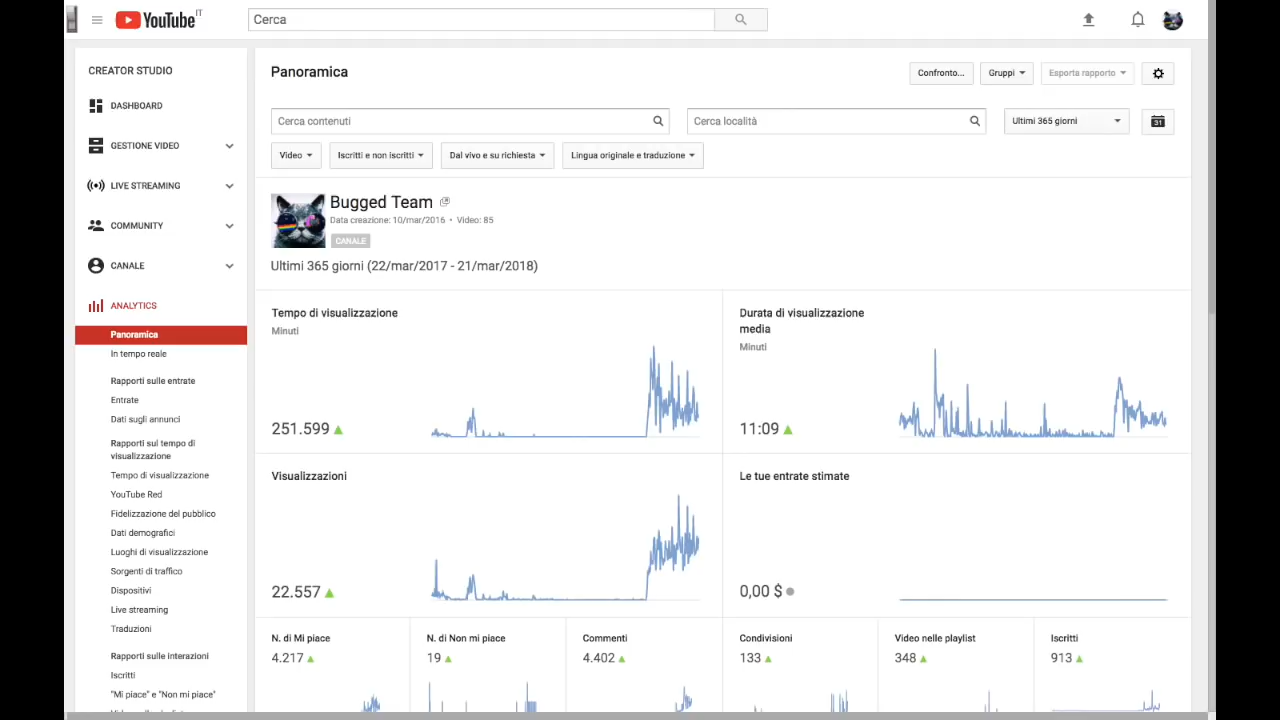 YouTube IT
Cerca
CREATOR STUDIO
DASHBOARD
GESTIONE VIDEO
LIVE STREAMING
COMMUNITY
CANALE
ANALYTICS
Panoramica
In tempo reale
Rapporti sulle entrate
Entrate
Dati sugli annunci
Rapporti sul tempo di
visualizzazione
Tempo di visualizzazione
YouTube Red
Fidelizzazione del pubblico
Dati demografici
Luoghi di visualizzazione
Sorgenti di traffico
Dispositivi
Live streaming
Traduzioni
Rapporti sulle interazioni
Iscritti
"Mi piace" e "Non mi piace"
Panoramica
Confronto...
Gruppi
Esporta rapporto
Cerca contenuti
Cerca località
Ultimi 365 giorni
31
Video
Iscritti e non iscritti
Dal vivo e su richiesta
Lingua originale e traduzione
Bugged Team
Data creazione: 10/mar/2016 • Video: 85
CANALE
Ultimi 365 giorni (22/mar/2017 - 21/mar/2018)
Tempo di visualizzazione
Minuti
251.599
Durata di visualizzazione
media
Minuti
11:09
Visualizzazioni
22.557
Le tue entrate stimate
0,00 $
N. di Mi piace
4.217
N. di Non mi piace
19
Commenti
4.402
Condivisioni
133
Video nelle playlist
348
Iscritti
913